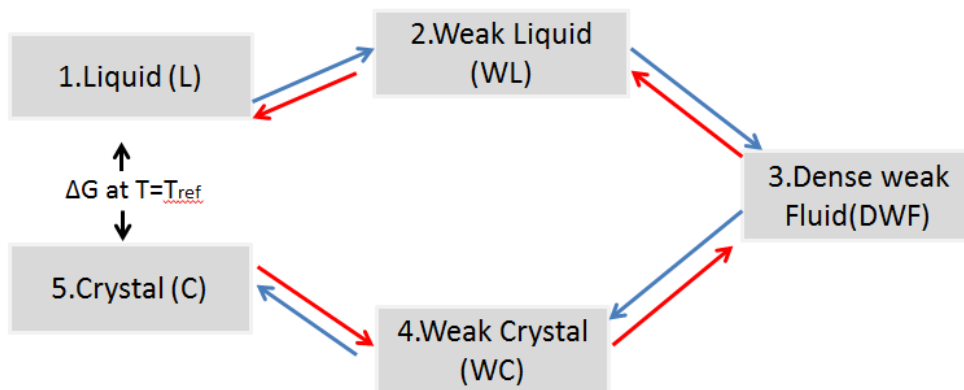 1.Liquid (L)
2.Weak Liquid
(WL)
ΔG at T=Tref
3.Dense weak
Fluid(DWF)
5.Crystal (C)
4.Weak Crystal
(WC)